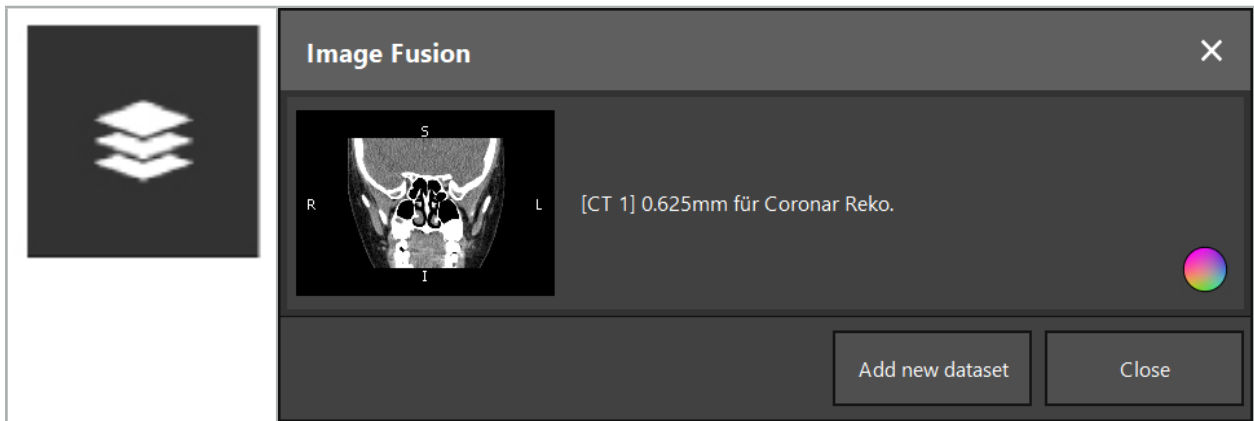 Image Fusion
S
R
L
[CT 1] 0.625mm für Coronar Reko.
I
Add new dataset
Close